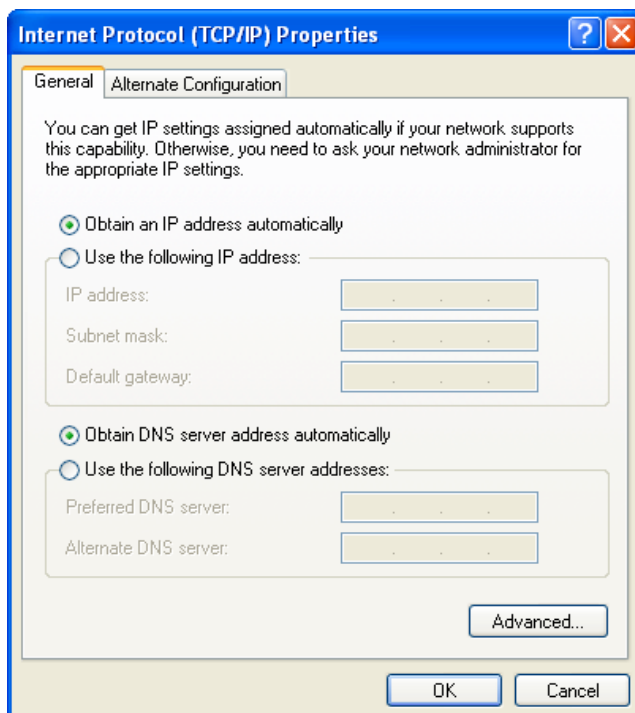 Internet Protocol (TCP/IP) Properties
General
Alternate Configuration
You can get IP settings assigned automatically if your network supports
this capability. Otherwise, you need to ask your network administrator for
the appropriate IP settings.
Obtain an IP address automatically
Use the following IP address:
IP address:
Subnet mask:
Default gateway:
Obtain DNS server address automatically
Use the following DNS server addresses:
Preferred DNS server:
Alternate DNS server:
Advanced...
OK
Cancel